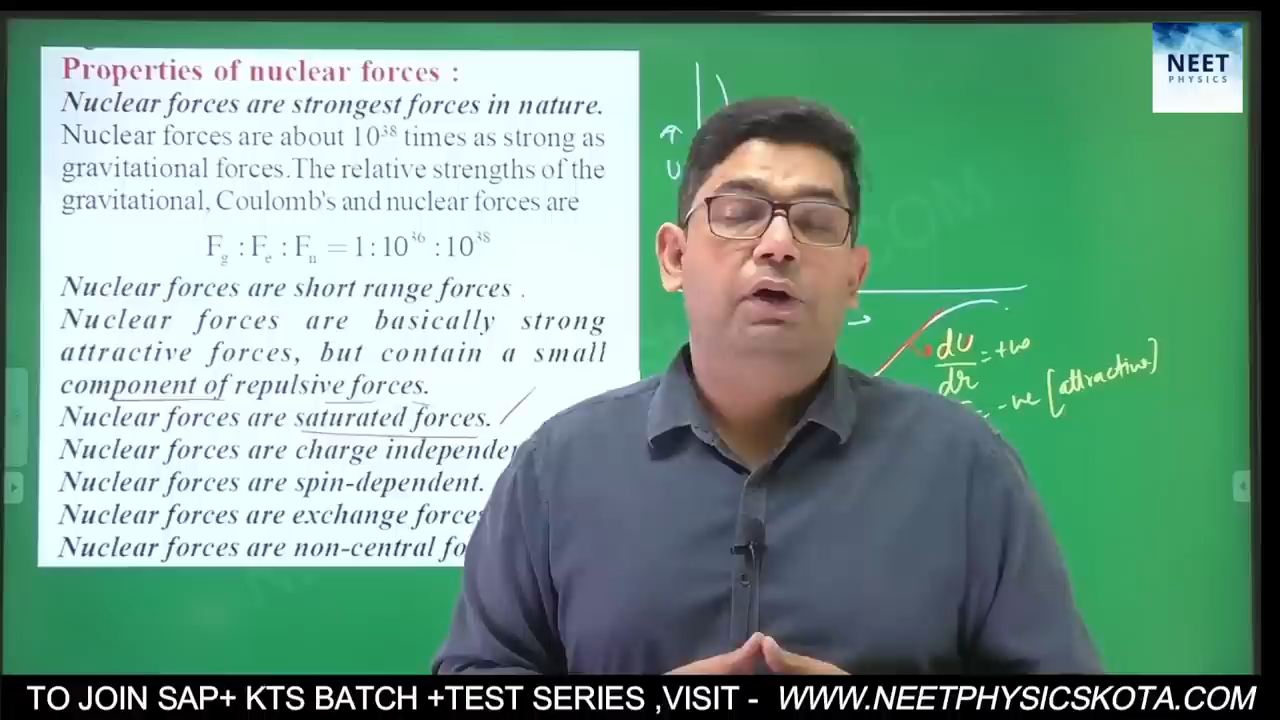 Properties of nuclear forces :
Nuclear forces are strongest forces in nature.
Nuclear forces are about 10³⁸ times as strong as
gravitational forces.The relative strengths of the
gravitational, Coulomb's and nuclear forces are
F_g : F_e : F_n = 1 : 10³⁶ : 10³⁸
Nuclear forces are short range forces .
Nuclear forces are basically strong
attractive forces, but contain a small
component of repulsive forces.
Nuclear forces are saturated forces.
Nuclear forces are charge
Nuclear forces are spin-dependent.
Nuclear forces are exchange
Nuclear forces are non-central
NEET
PHYSICS
U
dU/dr = +ve
= -ve [attractive]
TO JOIN SAP+ KTS BATCH +TEST SERIES ,VISIT - WWW.NEETPHYSICSKOTA.COM